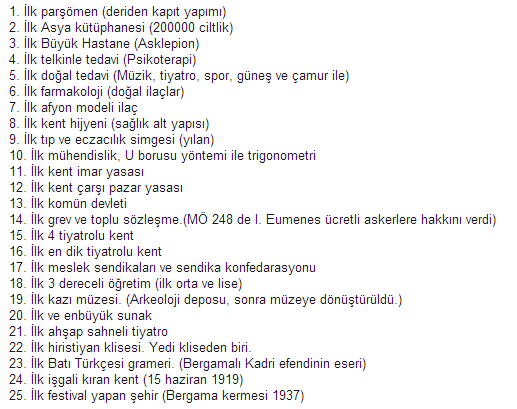 1. İlk parşömen (deriden kapıt yapımı)
2. İlk Asya kütüphanesi (200000 ciltlik)
3. İlk Büyük Hastane (Asklepion)
4. İlk telkinle tedavi (Psikoterapi)
5. İlk doğal tedavi (Müzik, tiyatro, spor, güneş ve çamur ile)
6. İlk farmakoloji (doğal ilaçlar)
7. İlk afyon modeli ilaç
8. İlk kent hijyeni (sağlık alt yapısı)
9. İlk tıp ve eczacılık simgesi (yılan)
10. İlk mühendislik, U borusu yöntemi ile trigonometri
11. İlk kent imar yasası
12. İlk kent çarşı pazar yasası
13. İlk komün devleti
14. İlk grev ve toplu sözleşme.(MÖ 248 de I. Eumenes ücretli askerlere hakkını verdi)
15. İlk 4 tiyatrolu kent
16. İlk en dik tiyatrolu kent
17. İlk meslek sendikaları ve sendika konfedarasyonu
18. İlk 3 dereceli öğretim (ilk orta ve lise)
19. İlk kazı müzesi. (Arkeoloji deposu, sonra müzeye dönüştürüldü.)
20. İlk ve enbüyük sunak
21. İlk ahşap sahneli tiyatro
22. İlk hiristiyan klisesi. Yedi kliseden biri.
23. İlk Batı Türkçesi grameri. (Bergamalı Kadri efendinin eseri)
24. İlk işgali kıran kent (15 haziran 1919)
25. İlk festival yapan şehir (Bergama kermesi 1937)